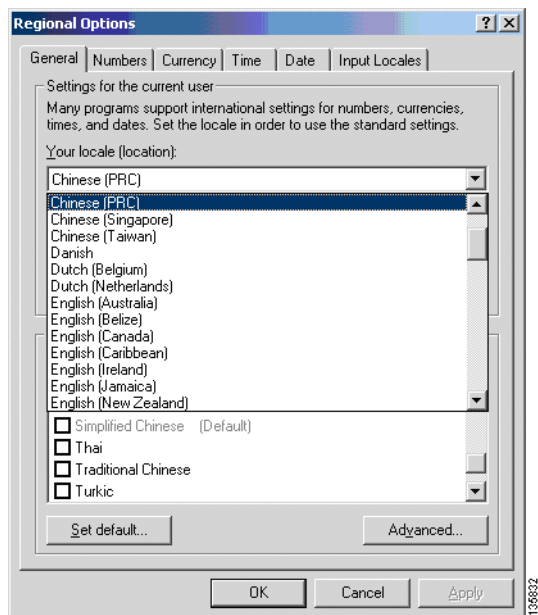 Regional Options
General Numbers Currency Time Date Input Locales
Settings for the current user
Many programs support international settings for numbers, currencies,
times, and dates. Set the locale in order to use the standard settings.
Your locale (location):
Chinese (PRC)
Chinese (PRC)
Chinese (Singapore)
Chinese (Taiwan)
Danish
Dutch (Belgium)
Dutch (Netherlands)
English (Australia)
English (Belize)
English (Canada)
English (Caribbean)
English (Ireland)
English (Jamaica)
English (New Zealand)
Simplified Chinese (Default)
Thai
Traditional Chinese
Turkic
Set default... Advanced...
OK Cancel Apply
135832